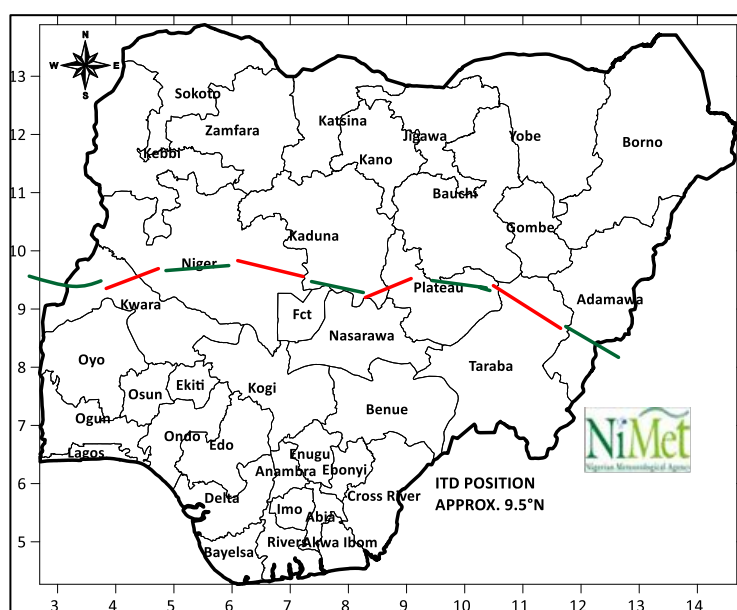 N
W E
S
13
12
11
10
9
8
7
6
5
3 4 5 6 7 8 9 10 11 12 13 14
Sokoto
Zamfara
Katsina
Kebbi
Kano
Jigawa
Yobe
Borno
Bauchi
Gombe
Kaduna
Niger
Plateau
Adamawa
Kwara
Fct
Nasarawa
Oyo
Taraba
Osun
Ekiti
Kogi
Benue
Ogun
Ondo
Edo
Lagos
Enugu
Anambra
Ebonyi
Delta
Cross River
Imo
Abia
Bayelsa
Rivers
Akwa Ibom
ITD POSITION
APPROX. 9.5°N
NiMet
Nigerian Meteorological Agency